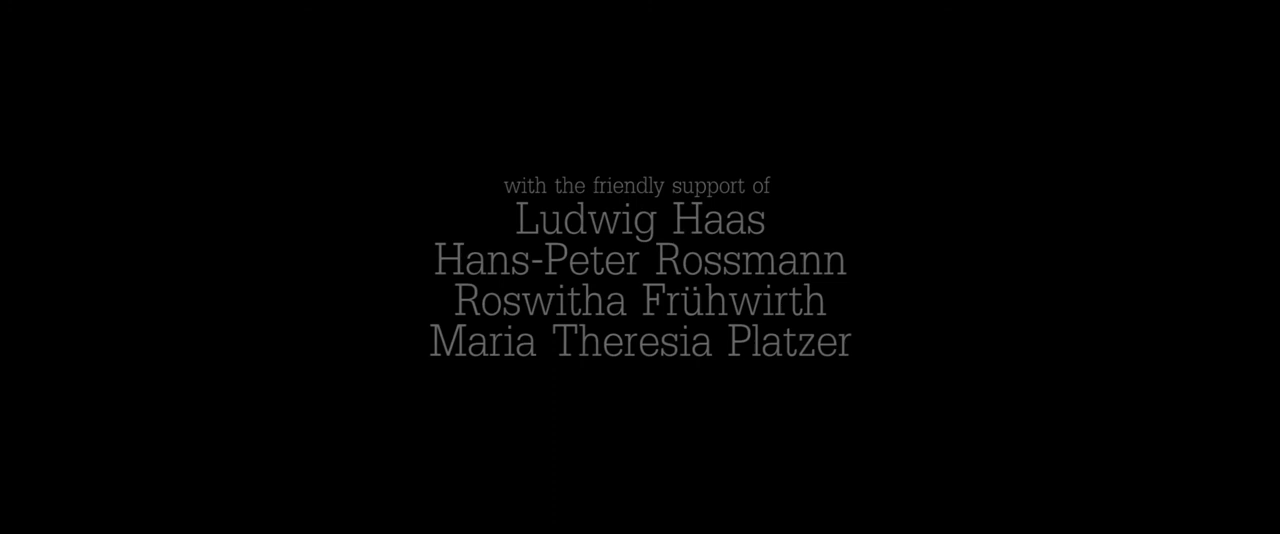 with the friendly support of
Ludwig Haas
Hans-Peter Rossmann
Roswitha Frühwirth
Maria Theresia Platzer